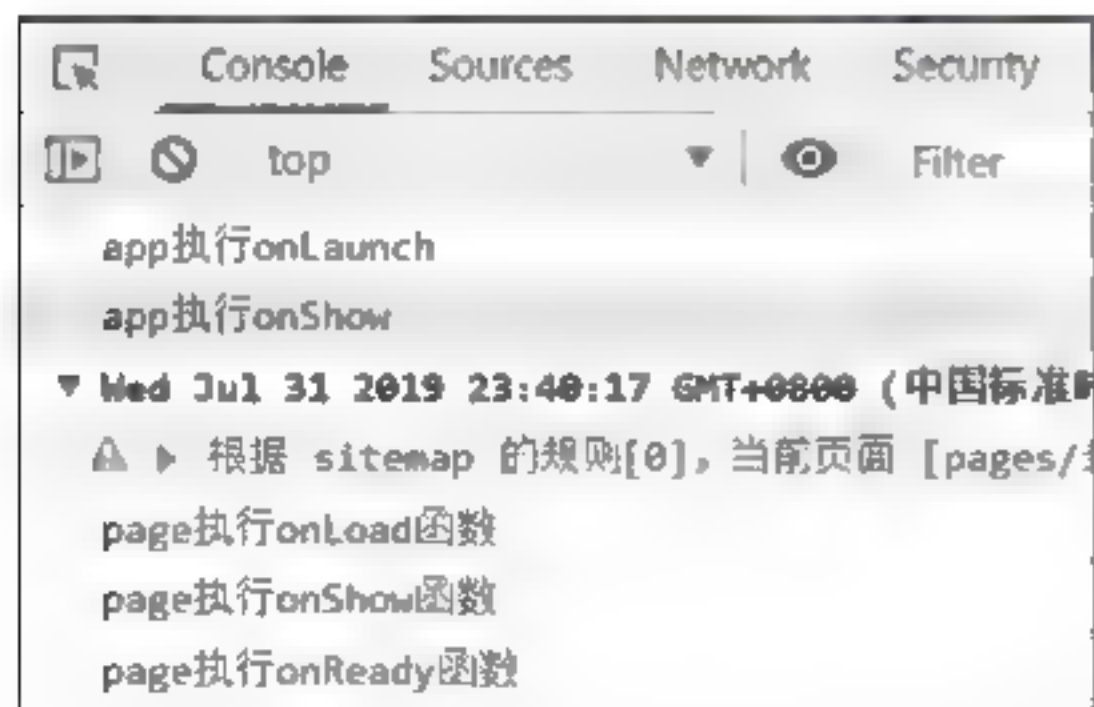 Console Sources Network Security
top Filter
app执行onLaunch
app执行onShow
Wed Jul 31 2019 23:40:17 GMT+0800 (中国标准时
根据 sitemap 的规则[0], 当前页面 [pages/
page执行onLoad函数
page执行onShow函数
page执行onReady函数